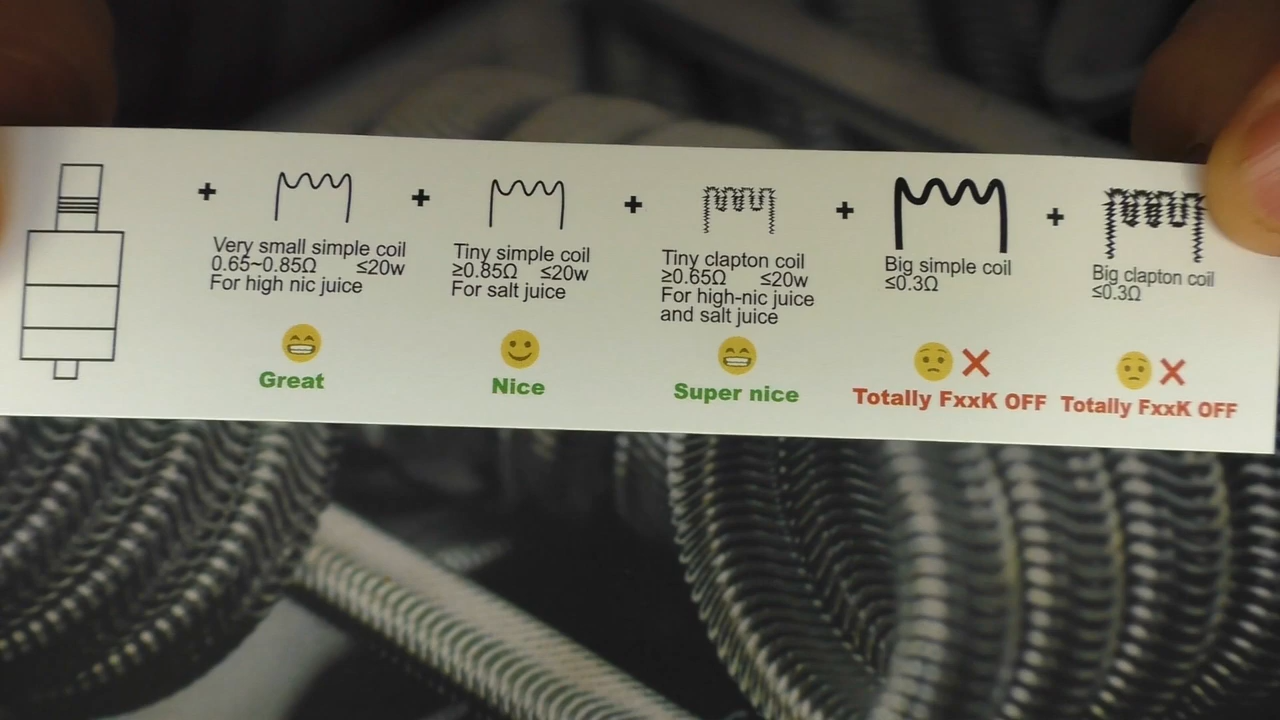 + + + + +
Very small simple coil
0.65~0.85Ω ≤20w
For high nic juice
Great
Tiny simple coil
≥0.85Ω ≤20w
For salt juice
Nice
Tiny clapton coil
≥0.65Ω ≤20w
For high-nic juice
and salt juice
Super nice
Big simple coil
≤0.3Ω
Totally FxxK OFF
Big clapton coil
≤0.3Ω
Totally FxxK OFF